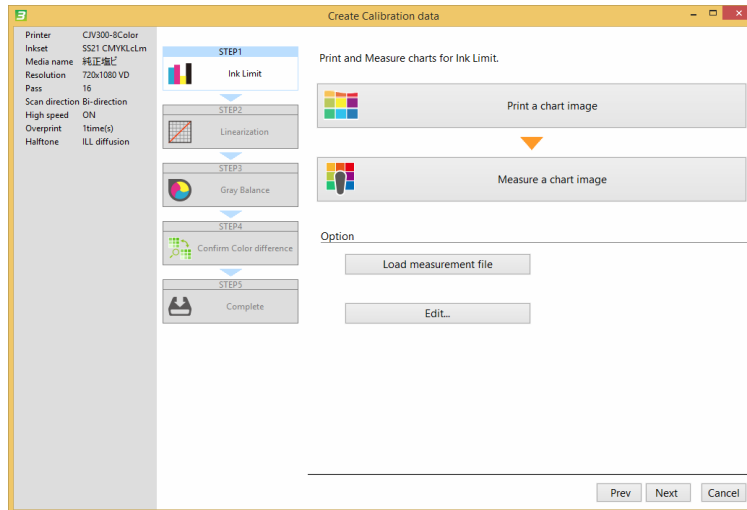 Create Calibration data
Printer CJV300-8Color
Inkset SS21 CMYKLcLm
Media name 純正塩ビ
Resolution 720x1080 VD
Pass 16
Scan direction Bi-direction
High speed ON
Overprint 1time(s)
Halftone ILL diffusion
STEP1
Ink Limit
STEP2
Linearization
STEP3
Gray Balance
STEP4
Confirm Color difference
STEP5
Complete
Print and Measure charts for Ink Limit.
Print a chart image
Measure a chart image
Option
Load measurement file
Edit...
Prev Next Cancel